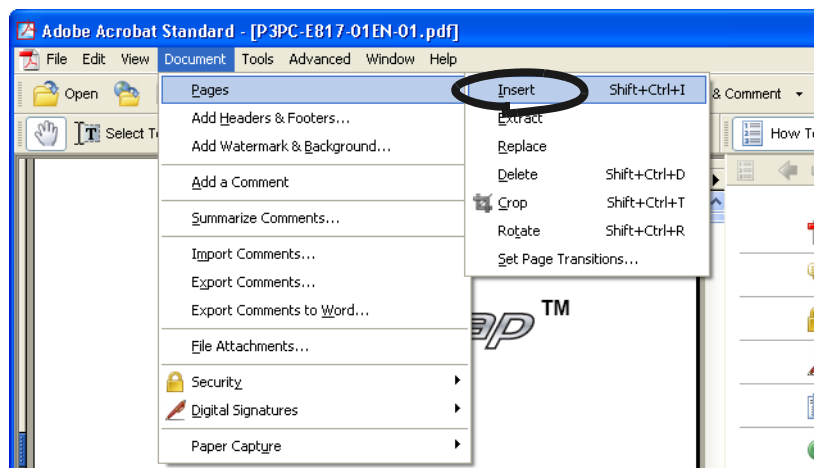 Adobe Acrobat Standard - [P3PC-E817-01EN-01.pdf]
File Edit View Document Tools Advanced Window Help
Open
& Comment
Select
How
Pages
Add Headers & Footers...
Add Watermark & Background...
Add a Comment
Summarize Comments...
Import Comments...
Export Comments...
Export Comments to Word...
File Attachments...
Security
Digital Signatures
Paper Capture
Insert Shift+Ctrl+I
Extract
Replace
Delete Shift+Ctrl+D
Crop Shift+Ctrl+T
Rotate Shift+Ctrl+R
Set Page Transitions...
ap™